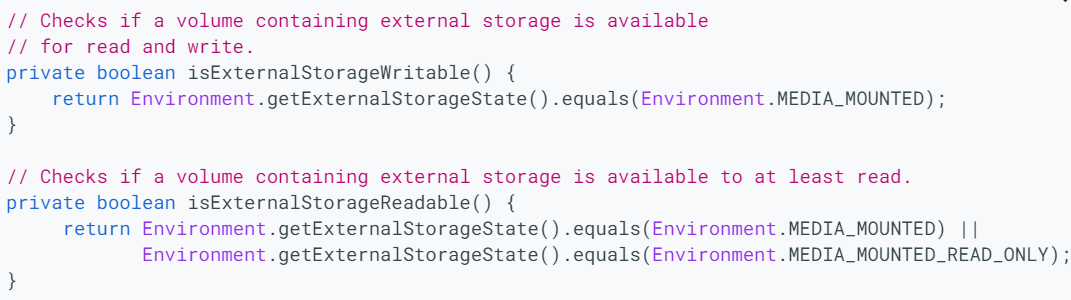 // Checks if a volume containing external storage is available
// for read and write.
private boolean isExternalStorageWritable() {
    return Environment.getExternalStorageState().equals(Environment.MEDIA_MOUNTED);
}

// Checks if a volume containing external storage is available to at least read.
private boolean isExternalStorageReadable() {
     return Environment.getExternalStorageState().equals(Environment.MEDIA_MOUNTED) ||
            Environment.getExternalStorageState().equals(Environment.MEDIA_MOUNTED_READ_ONLY);
}